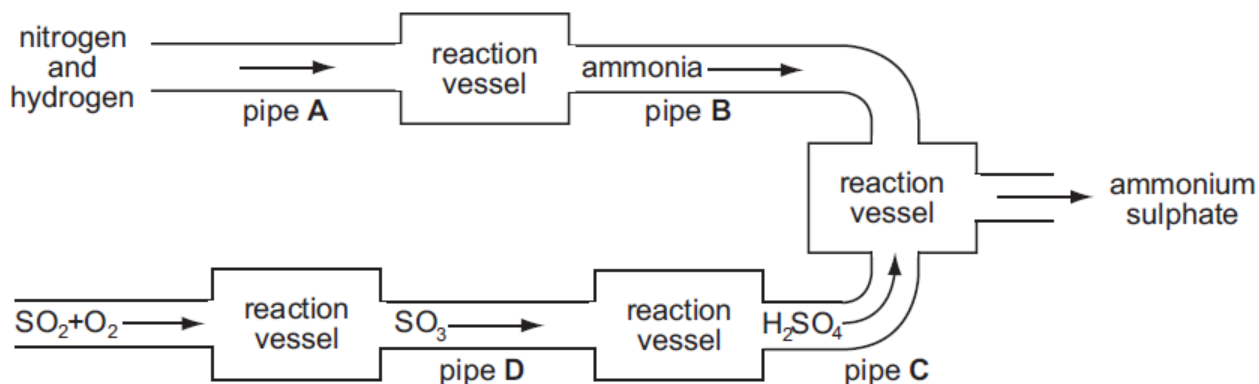 nitrogen
and
hydrogen
pipe A
reaction
vessel
ammonia
pipe B
reaction
vessel
ammonium
sulphate
SO₂+O₂
reaction
vessel
SO₃
pipe D
reaction
vessel
H₂SO₄
pipe C